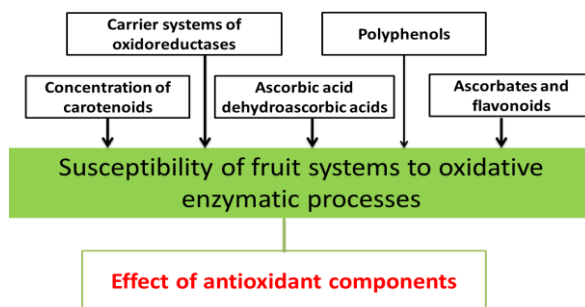 Carrier systems of
oxidoreductases
Polyphenols
Concentration of
carotenoids
Ascorbic acid
dehydroascorbic acids
Ascorbates and
flavonoids
Susceptibility of fruit systems to oxidative
enzymatic processes
Effect of antioxidant components